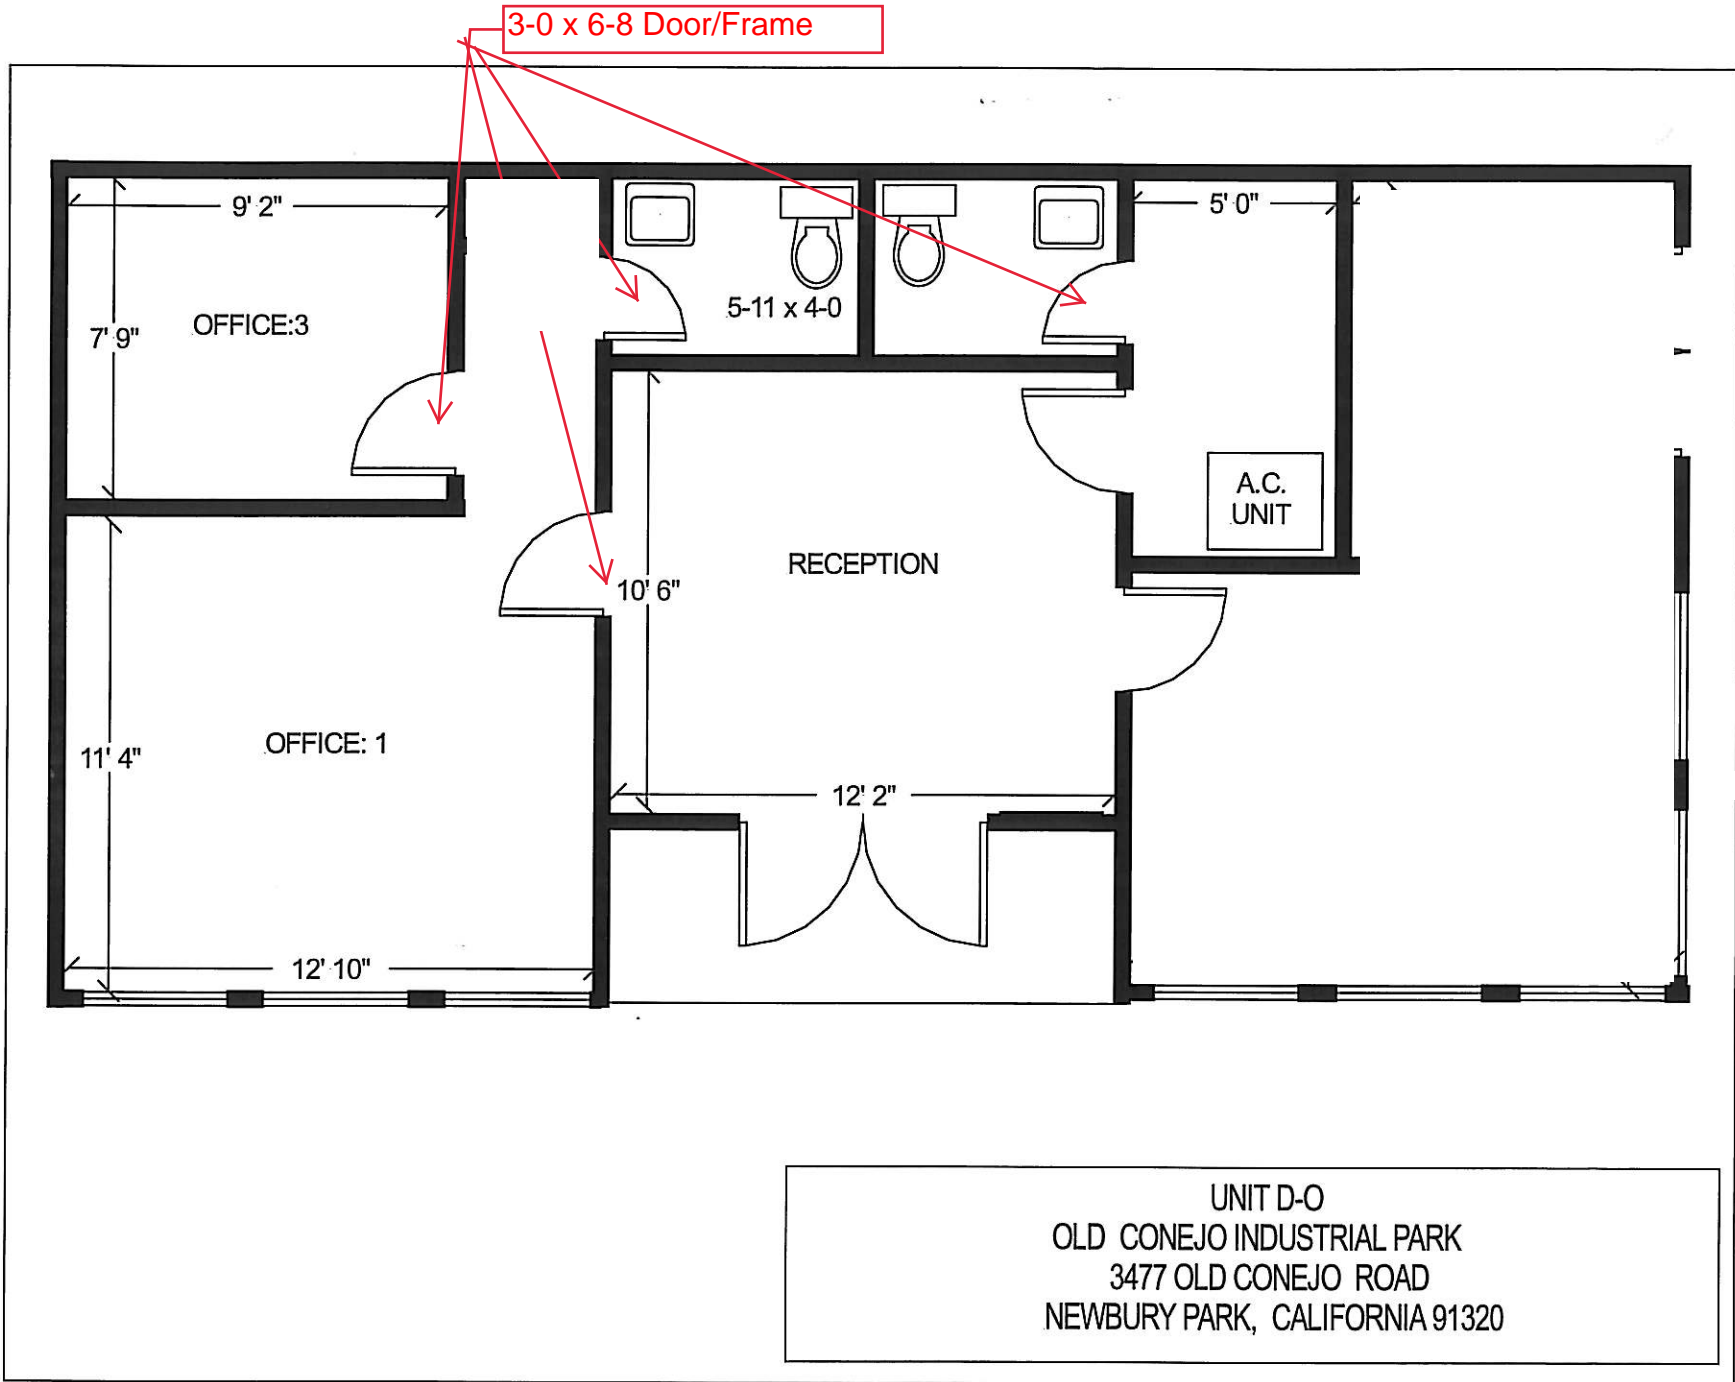 3-0 x 6-8 Door/Frame
9' 2"
5' 0"
5-11 x 4-0
OFFICE:3
7' 9"
A.C.
UNIT
RECEPTION
10' 6"
OFFICE: 1
11' 4"
12' 2"
12' 10"
UNIT D-O
OLD CONEJO INDUSTRIAL PARK
3477 OLD CONEJO ROAD
NEWBURY PARK, CALIFORNIA 91320